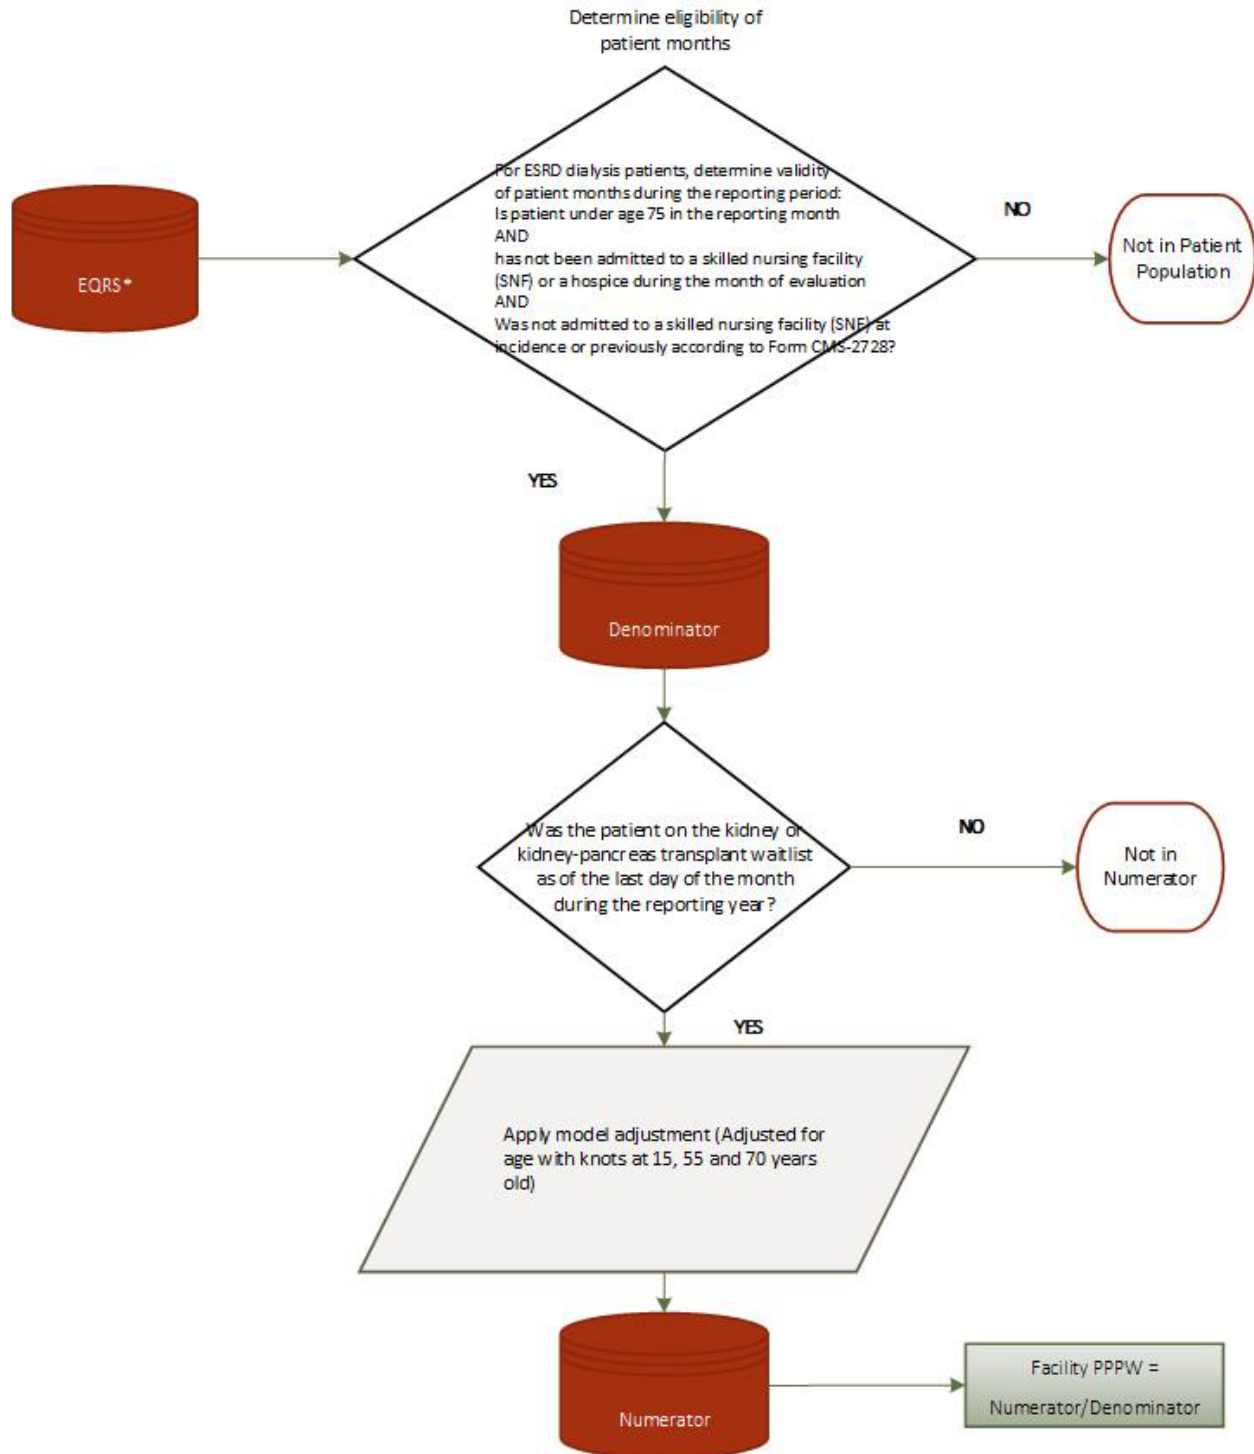 Determine eligibility of
patient months
For ESRD dialysis patients, determine validity
of patient months during the reporting period:
Is patient under age 75 in the reporting month
AND
has not been admitted to a skilled nursing facility
(SNF) or a hospice during the month of evaluation
AND
Was not admitted to a skilled nursing facility (SNF) at
incidence or previously according to Form CMS-2728?
EQRS*
NO
Not in Patient
Population
YES
Denominator
Was the patient on the kidney or
kidney-pancreas transplant waitlist
as of the last day of the month
during the reporting year?
NO
Not in
Numerator
YES
Apply model adjustment (Adjusted for
age with knots at 15, 55 and 70 years
old)
Numerator
Facility PPPW =
Numerator/Denominator